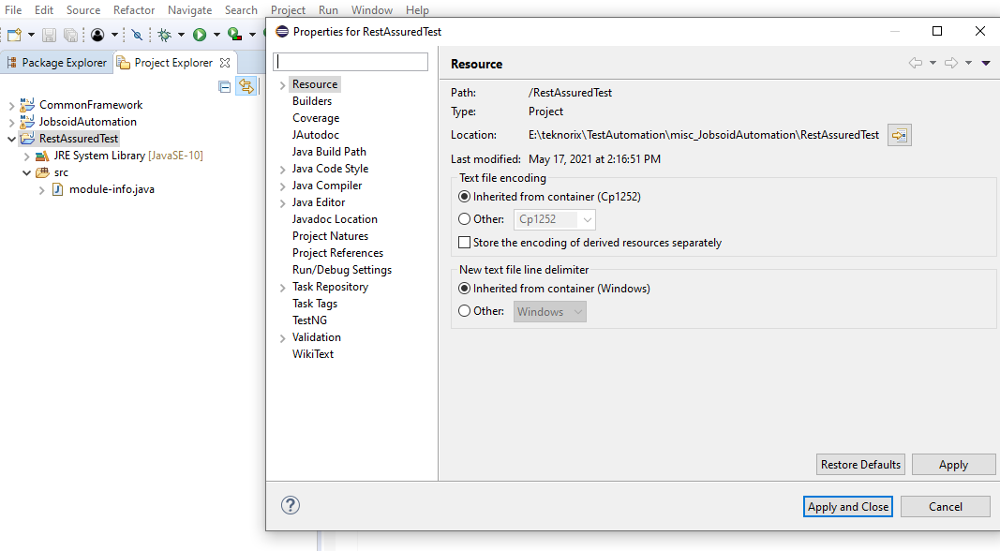 File Edit Source Refactor Navigate Search Project Run Window Help
Package Explorer Project Explorer
CommonFramework
JobsoidAutomation
RestAssuredTest
JRE System Library [JavaSE-10]
src
module-info.java
Properties for RestAssuredTest
Resource
Builders
Coverage
JAutodoc
Java Build Path
Java Code Style
Java Compiler
Java Editor
Javadoc Location
Project Natures
Project References
Run/Debug Settings
Task Repository
Task Tags
TestNG
Validation
WikiText
Resource
Path: /RestAssuredTest
Type: Project
Location: E:\teknorix\TestAutomation\misc_JobsoidAutomation\RestAssuredTest
Last modified: May 17, 2021 at 2:16:51 PM
Text file encoding
Inherited from container (Cp1252)
Other: Cp1252
Store the encoding of derived resources separately
New text file line delimiter
Inherited from container (Windows)
Other: Windows
Restore Defaults Apply
? Apply and Close Cancel